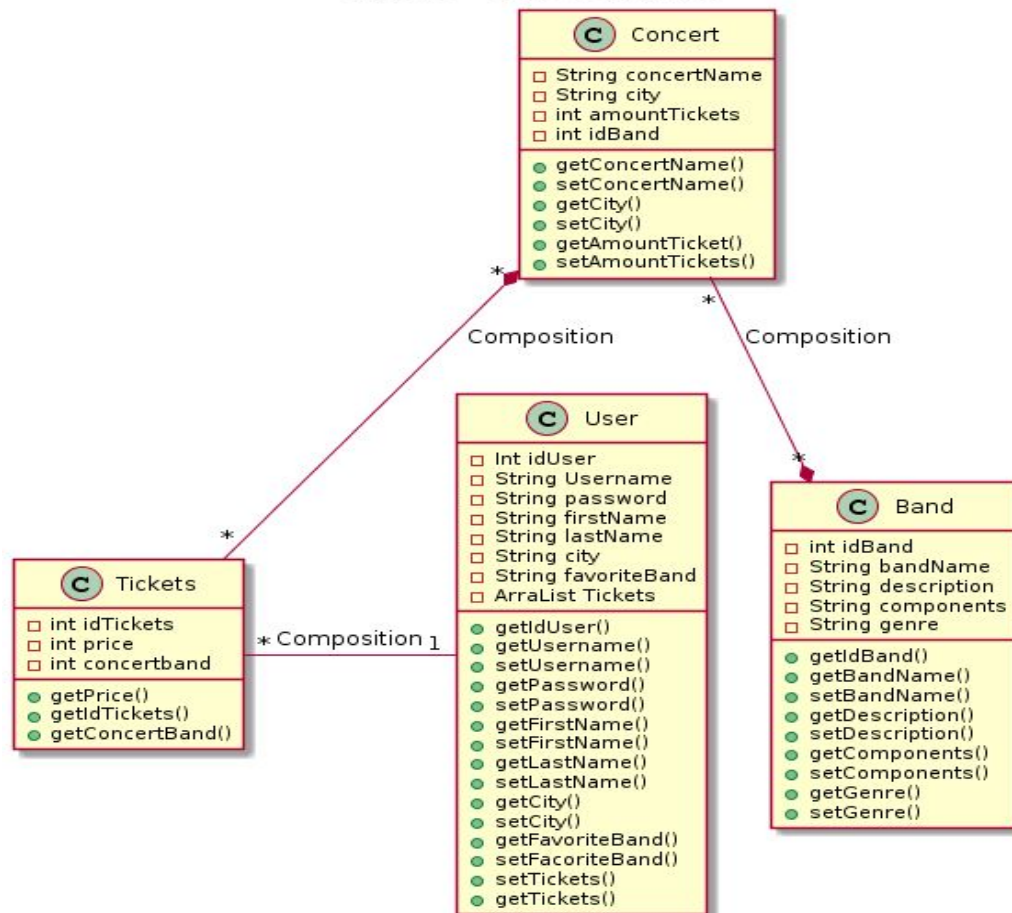 C Concert
String concertName
String city
int amountTickets
int idBand
getConcertName()
setConcertName()
getCity()
setCity()
getAmountTicket()
setAmountTickets()
*
*
Composition
Composition
*
*
C User
Int idUser
String Username
String password
String firstName
String lastName
String city
String favoriteBand
ArraList Tickets
getIdUser()
getUsername()
setUsername()
getPassword()
setPassword()
getFirstName()
setFirstName()
getLastName()
setLastName()
getCity()
setCity()
getFavoriteBand()
setFacoriteBand()
setTickets()
getTickets()
C Band
int idBand
String bandName
String description
String components
String genre
getIdBand()
getBandName()
setBandName()
getDescription()
setDescription()
getComponents()
setComponents()
getGenre()
setGenre()
C Tickets
int idTickets
int price
int concertband
getPrice()
getIdTickets()
getConcertBand()
* Composition 1